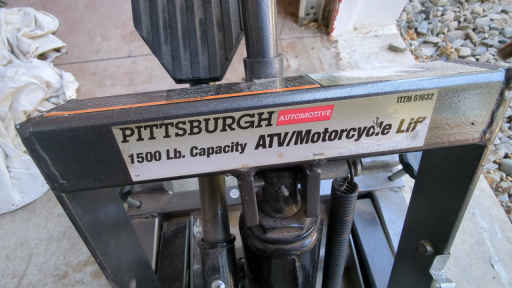 ITEM 61632
PITTSBURGH AUTOMOTIVE
1500 Lb. Capacity ATV/Motorcycle Lift